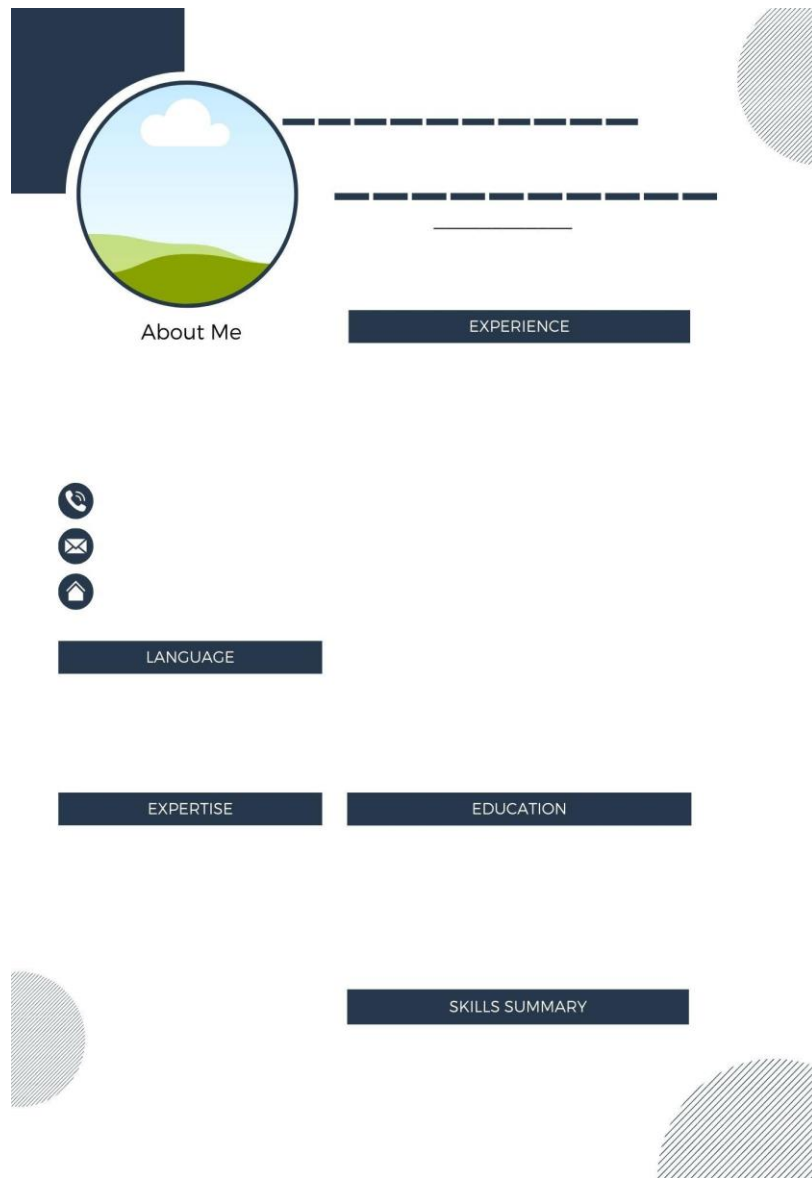 About Me
EXPERIENCE
LANGUAGE
EXPERTISE
EDUCATION
SKILLS SUMMARY